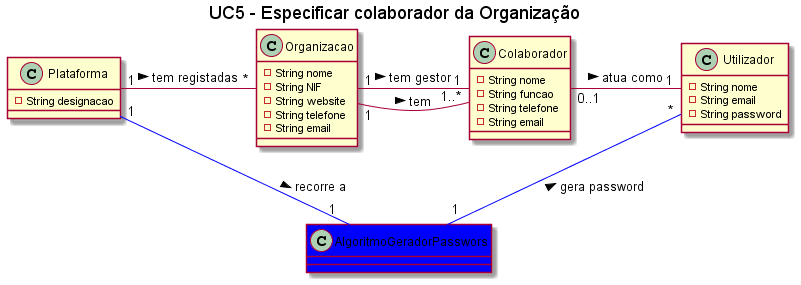 UC5 - Especificar colaborador da Organização
C Plataforma
String designacao
1 tem registadas *
C Organizacao
String nome
String NIF
String website
String telefone
String email
1 tem gestor 1
1 tem 1..*
C Colaborador
String nome
String funcao
String telefone
String email
0..1 atua como 1
C Utilizador
String nome
String email
String password
1 recorre a 1
1 gera password *
C AlgoritmoGeradorPasswors